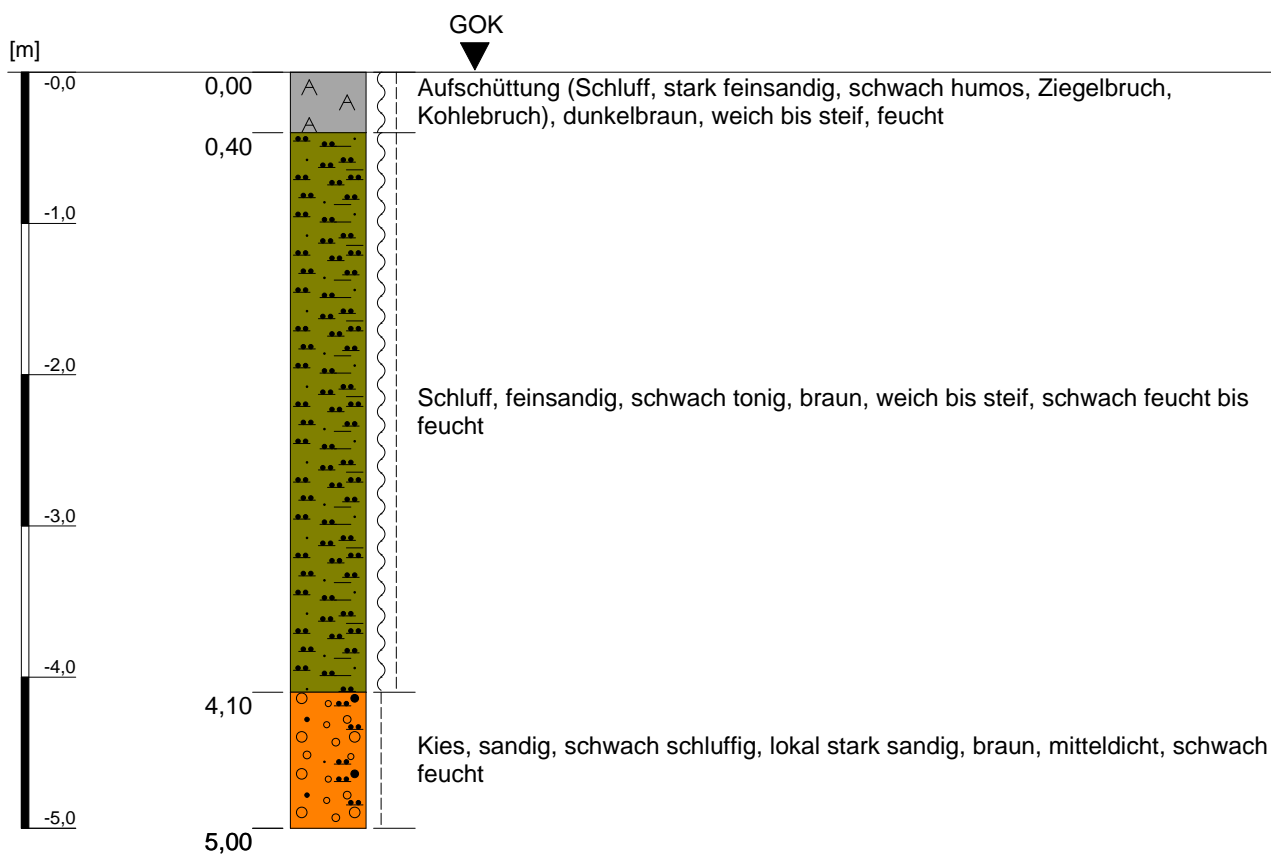 GOK
[m]
-0,0
0,00
Aufschüttung (Schluff, stark feinsandig, schwach humos, Ziegelbruch,
Kohlebruch), dunkelbraun, weich bis steif, feucht
A
A
A
0,40
-1,0
-2,0
Schluff, feinsandig, schwach tonig, braun, weich bis steif, schwach feucht bis
feucht
-3,0
-4,0
4,10
Kies, sandig, schwach schluffig, lokal stark sandig, braun, mitteldicht, schwach
feucht
-5,0
5,00